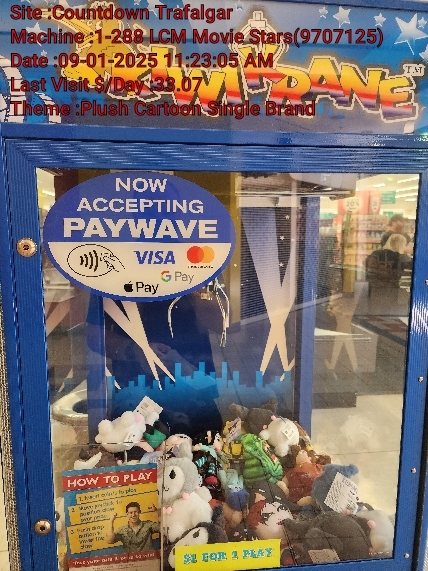 Site :Countdown Trafalgar
Machine :1-288 LCM Movie Stars(9707125)
Date :09-01-2025 11:23:05 AM
Last Visit $/Day :33.07
Theme :Plush Cartoon Single Brand
TM
NOW
ACCEPTING
PAYWAVE
VISA
G Pay
Pay
HOW TO PLAY
$1 FOR 1 PLAY